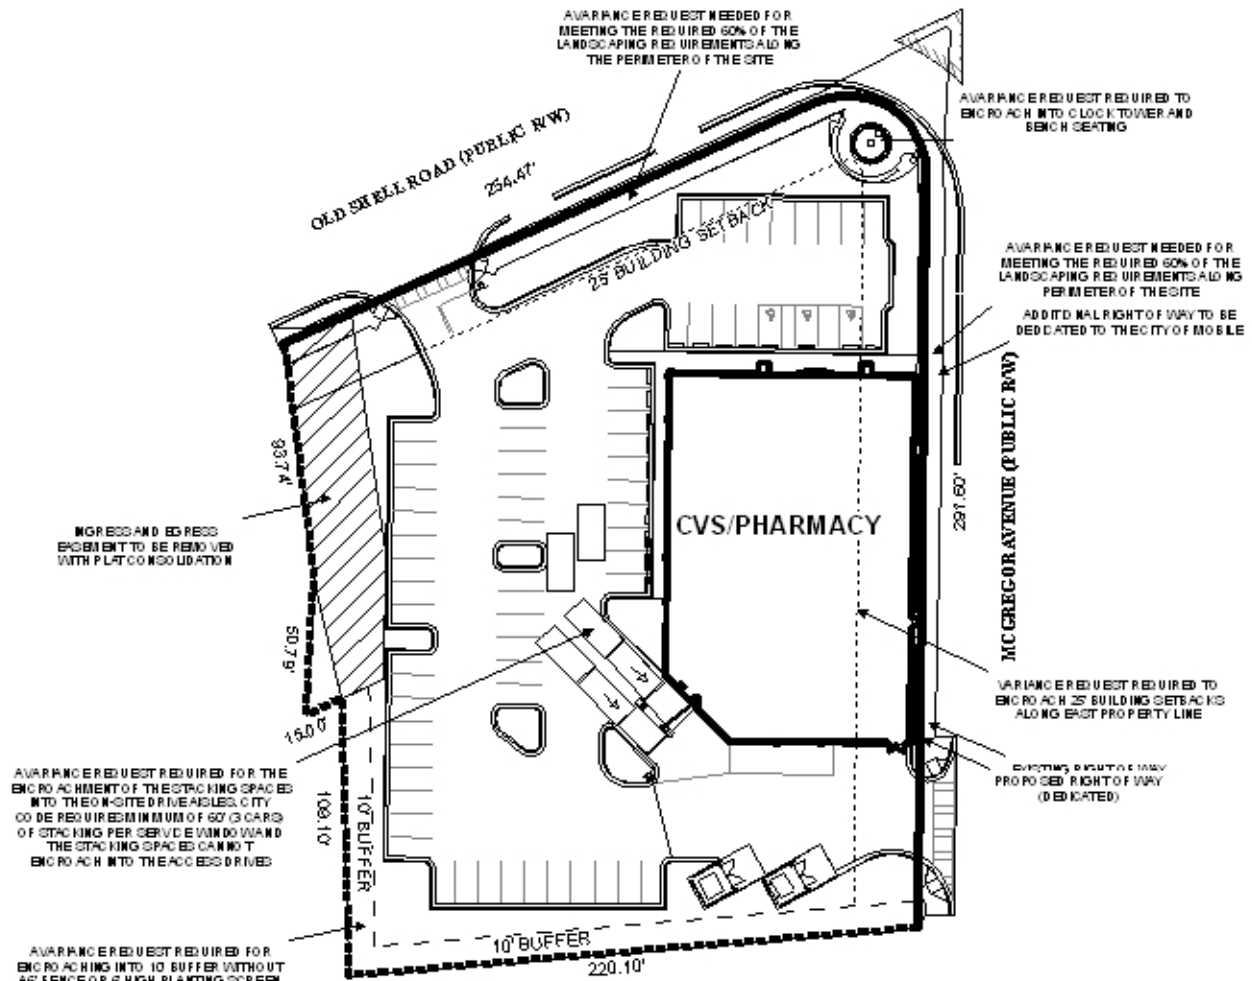 A VARIANCE REQUEST NEEDED FOR
MEETING THE REQUIRED 60% OF THE
LANDSCAPING REQUIREMENTS ALONG
THE PERIMETER OF THE SITE
A VARIANCE REQUEST REQUIRED TO
ENCROACH INTO CLOCK TOWER AND
BENCH SEATING
OLD SHELL ROAD (PUBLIC R/W)
254.47'
25' BUILDING SETBACK
A VARIANCE REQUEST NEEDED FOR
MEETING THE REQUIRED 60% OF THE
LANDSCAPING REQUIREMENTS ALONG
PERIMETER OF THE SITE
ADDITIONAL RIGHT OF WAY TO BE
DEDICATED TO THE CITY OF MOBILE
MCGREGOR AVENUE (PUBLIC R/W)
291.60'
93.74'
CVS/PHARMACY
INGRESS AND EGRESS
EASEMENT TO BE REMOVED
WITH PLAT CONSOLIDATION
50.79'
15.00'
VARIANCE REQUEST REQUIRED TO
ENCROACH 25' BUILDING SETBACKS
ALONG EAST PROPERTY LINE
EXISTING RIGHT OF WAY
PROPOSED RIGHT OF WAY
(DEDICATED)
A VARIANCE REQUEST REQUIRED FOR THE
ENCROACHMENT OF THE STACKING SPACES
INTO THE ON-SITE DRIVE AISLES. CITY
CODE REQUIRES MINIMUM OF 60' (3 CARS)
OF STACKING PER SERVICE WINDOW AND
THE STACKING SPACES CANNOT
ENCROACH INTO THE ACCESS DRIVES
109.10'
10' BUFFER
A VARIANCE REQUEST REQUIRED FOR
ENCROACHING INTO 10' BUFFER WITHOUT
A 6' FENCE OR 6' HIGH PLANTING SCREEN
10' BUFFER
220.10'